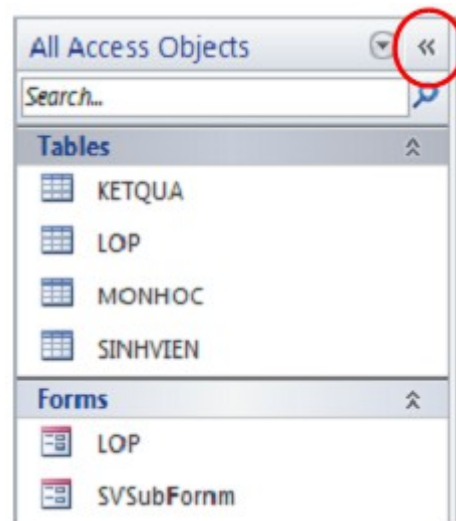 All Access Objects «
Search...
Tables
KETQUA
LOP
MONHOC
SINHVIEN
Forms
LOP
SVSubFornm